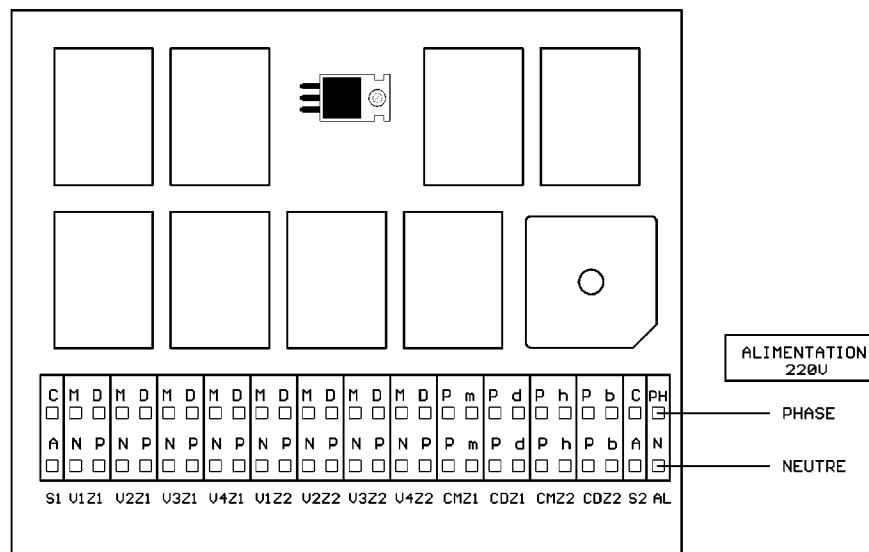 ALIMENTATION
220V
C M D M D M D M D M D M D M D M D P m P d P h P b C PH
PHASE
A N P N P N P N P N P N P N P N P P m P d P h P b A N
NEUTRE
S1 V1Z1 V2Z1 V3Z1 V4Z1 V1Z2 V2Z2 V3Z2 V4Z2 CMZ1 CDZ1 CMZ2 CDZ2 S2 AL